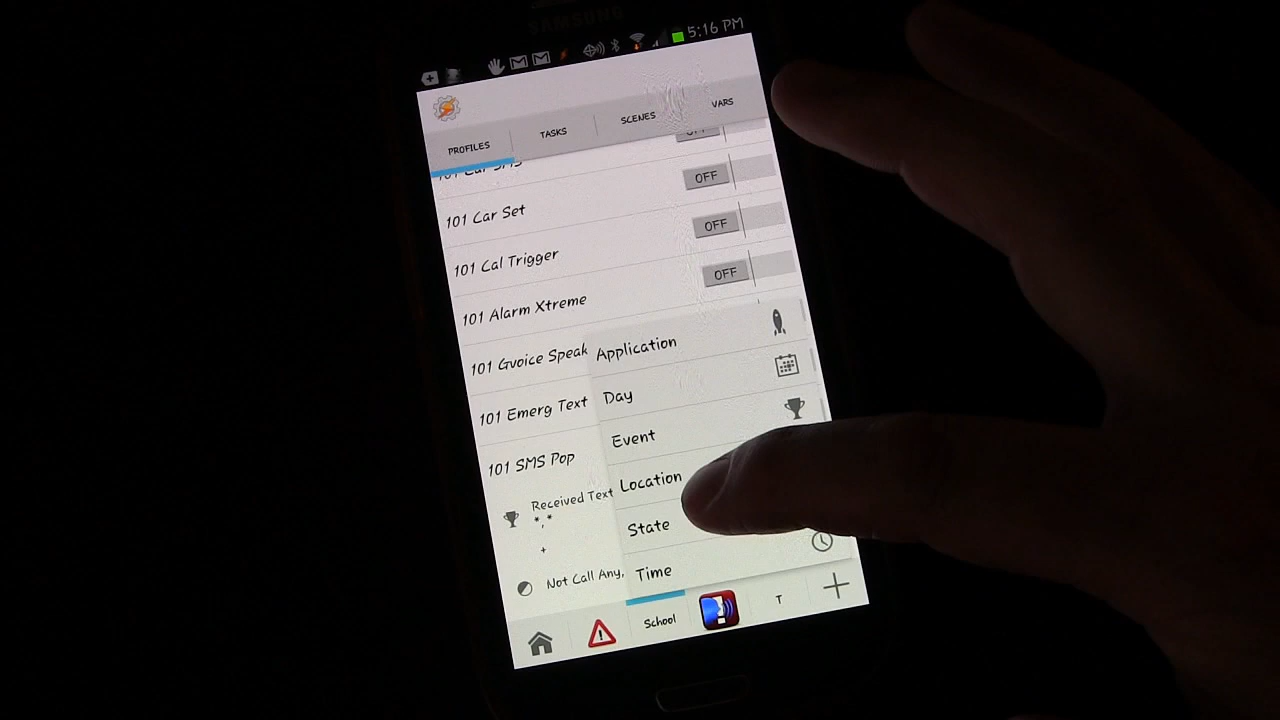 SAMSUNG
5:16 PM
PROFILES
TASKS
SCENES
VARS
101 Car SMS
OFF
101 Car Set
OFF
101 Cal Trigger
OFF
101 Alarm Xtreme
OFF
101 Gvoice Speak
101 Emerg Text
101 SMS Pop
Received Text
*,*
+
Not Call Any,
Application
Day
Event
Location
State
Time
School
T